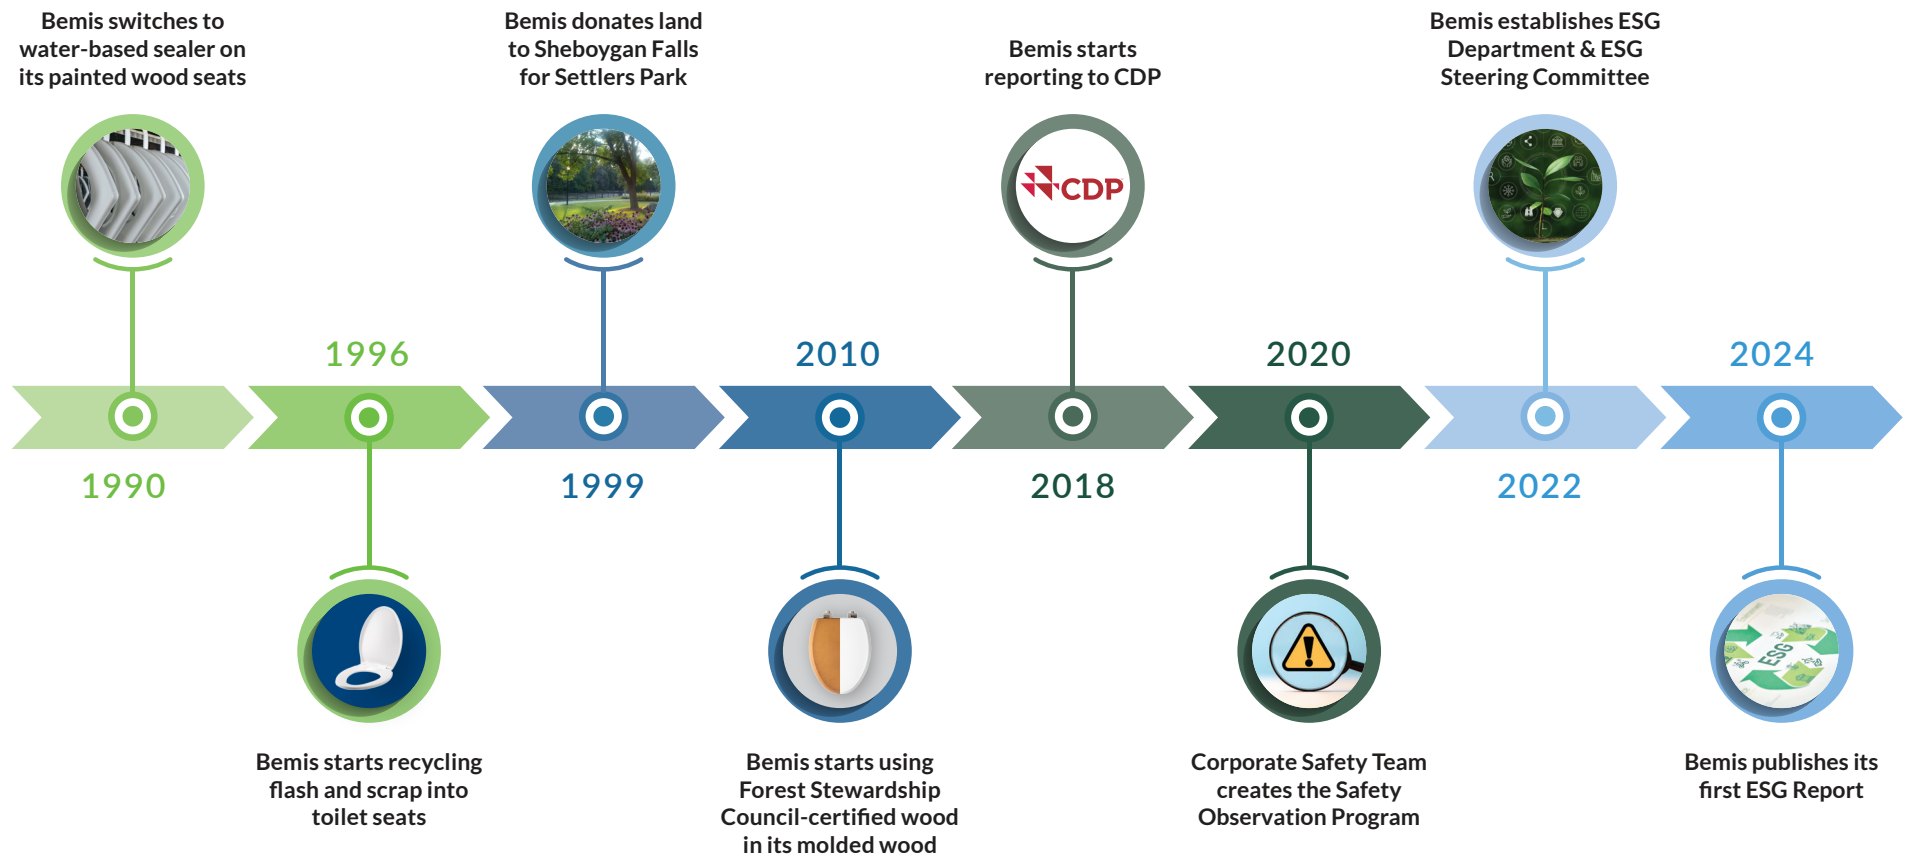 Bemis switches to
water-based sealer on
its painted wood seats
Bemis donates land
to Sheboygan Falls
for Settlers Park
Bemis starts
reporting to CDP
Bemis establishes ESG
Department & ESG
Steering Committee
CDP
1996
2010
2020
2024
1990
1999
2018
2022
ESG
Bemis starts recycling
flash and scrap into
toilet seats
Bemis starts using
Forest Stewardship
Council-certified wood
in its molded wood
Corporate Safety Team
creates the Safety
Observation Program
Bemis publishes its
first ESG Report